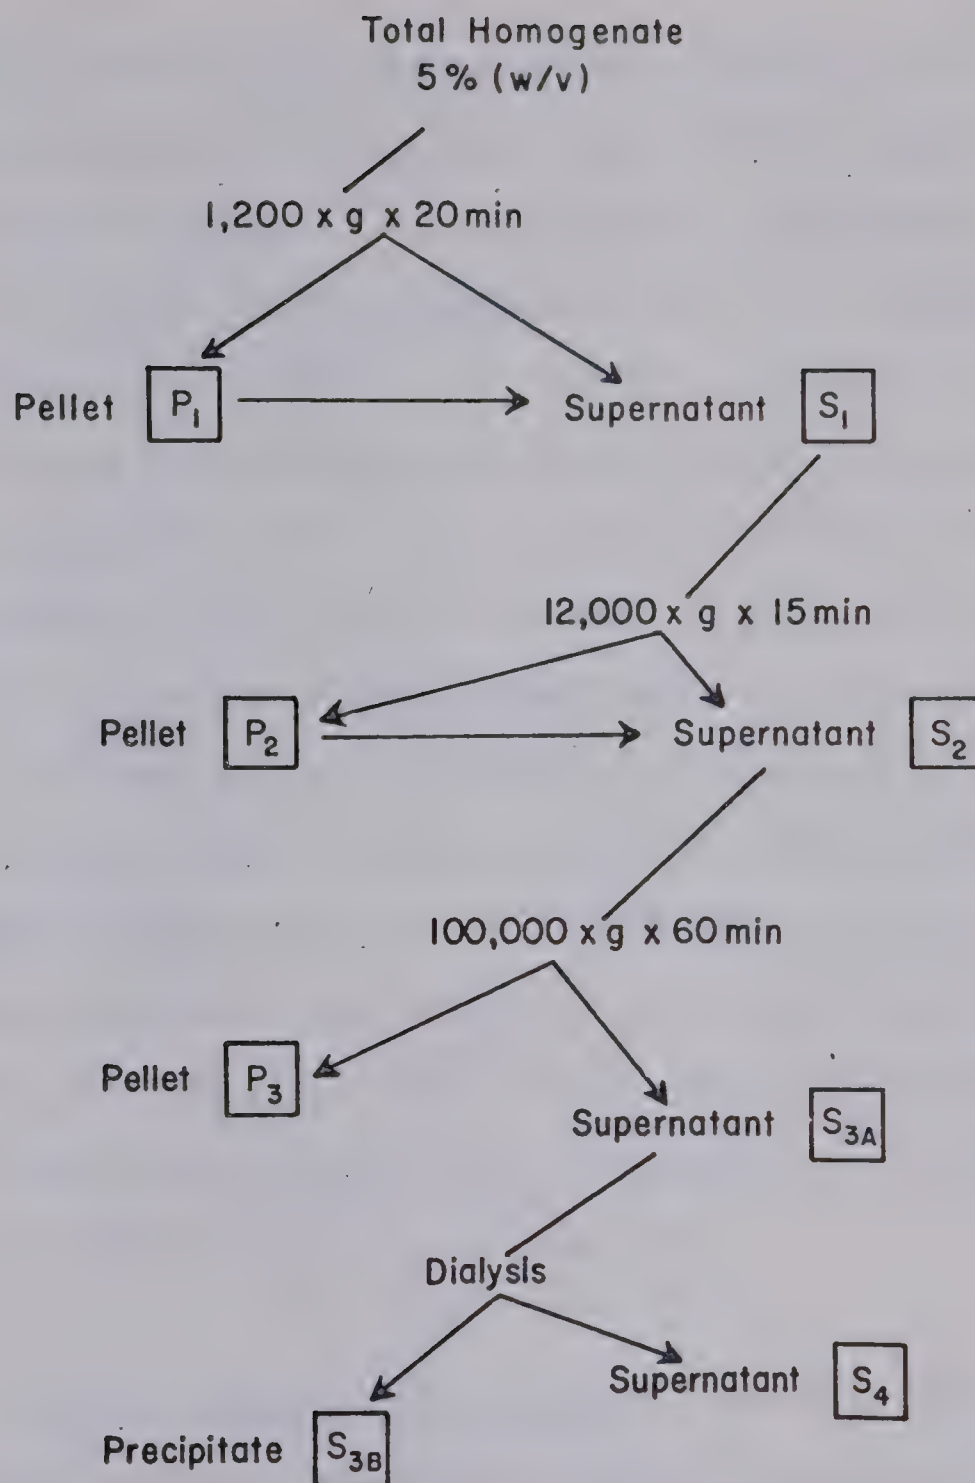 Total Homogenate
5% (w/v)
1,200 x g x 20 min
Pellet P₁ Supernatant S₁
12,000 x g x 15 min
Pellet P₂ Supernatant S₂
100,000 x g x 60 min
Pellet P₃
Supernatant S₃A
Dialysis
Supernatant S₄
Precipitate S₃B